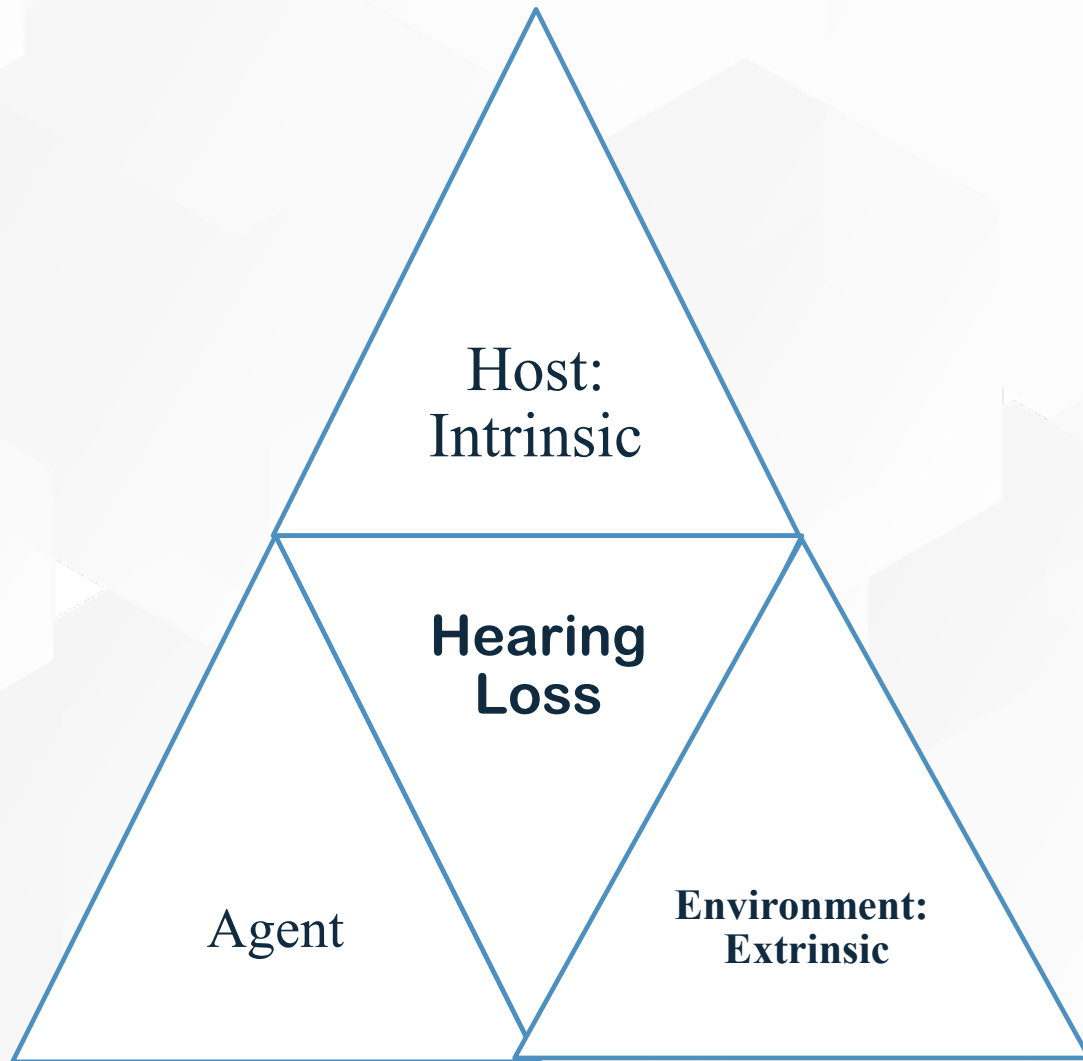 Host:
Intrinsic
Hearing
Loss
Agent
Environment:
Extrinsic